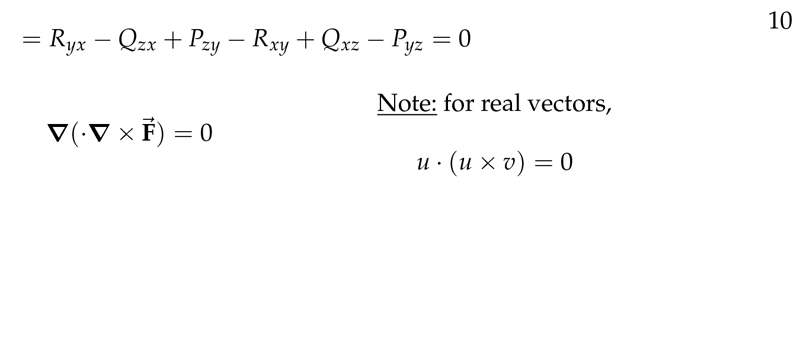 10
= R_{yx} − Q_{zx} + P_{zy} − R_{xy} + Q_{xz} − P_{yz} = 0
Note: for real vectors,
∇(·∇ × F⃗) = 0
u · (u × v) = 0